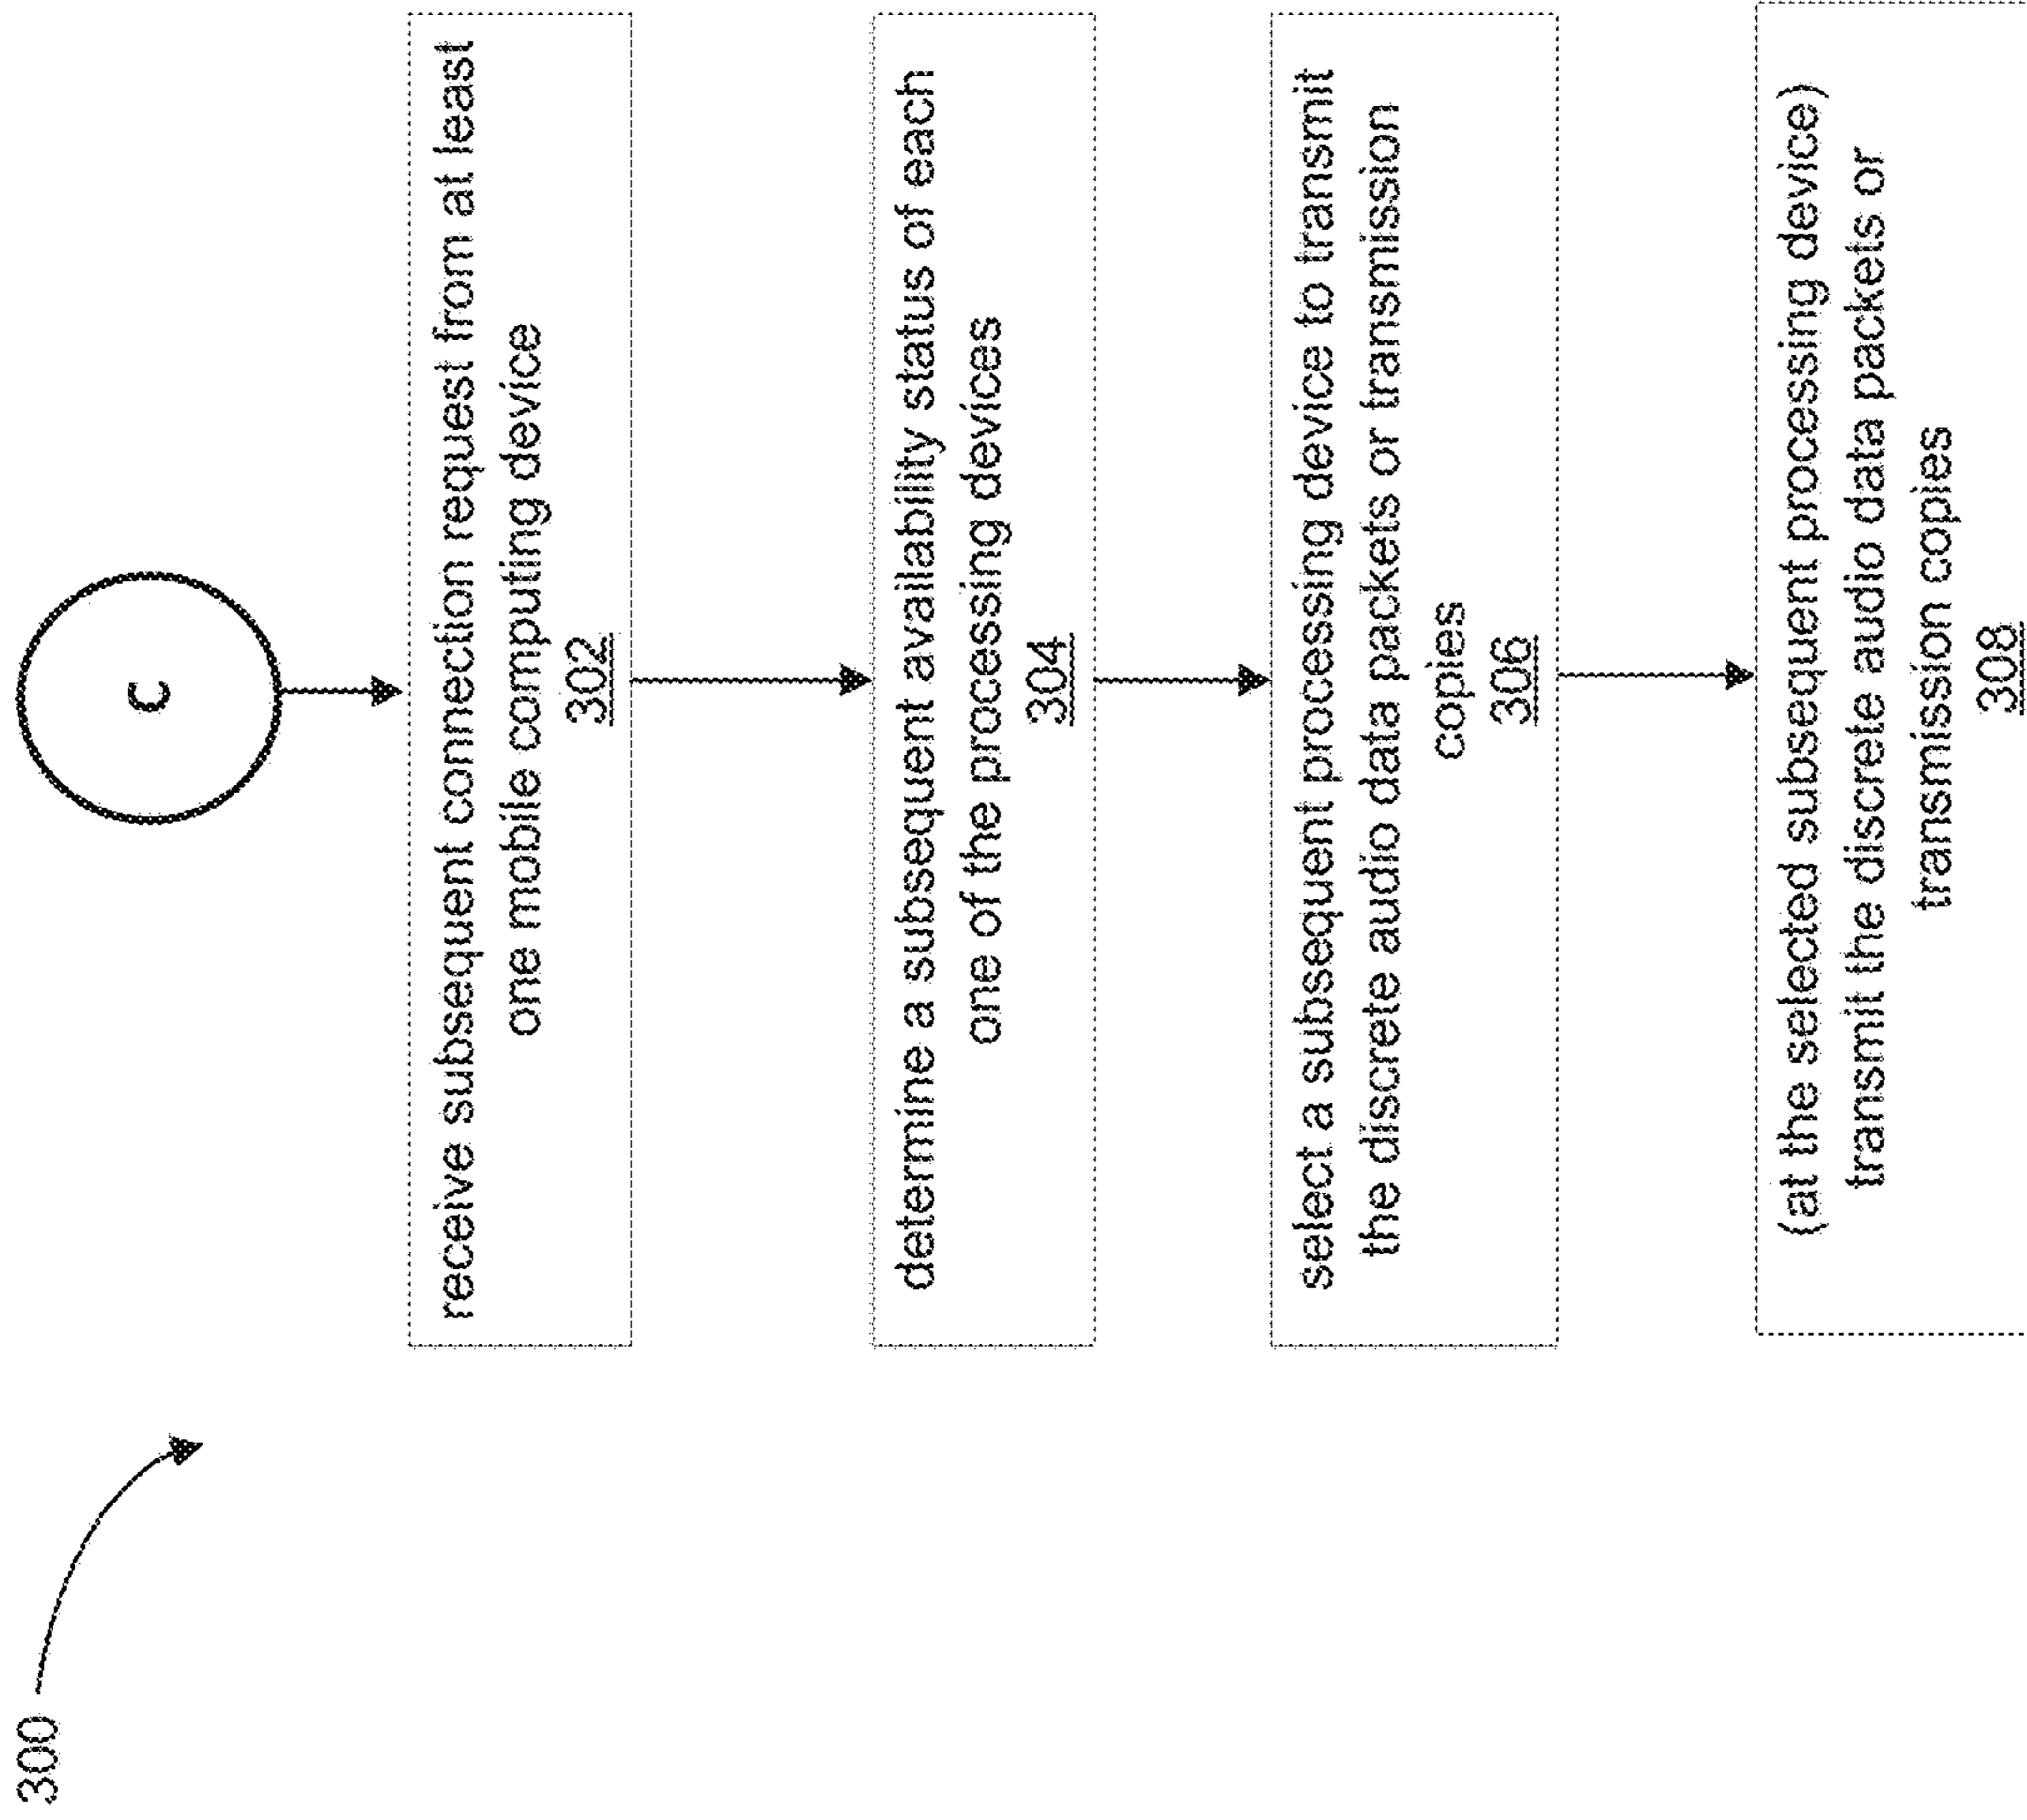 300
C
receive subsequent connection request from at least
one mobile computing device
302
determine a subsequent availability status of each
one of the processing devices
304
select a subsequent processing device to transmit
the discrete audio data packets or transmission
copies
306
(at the selected subsequent processing device)
transmit the discrete audio data packets or
transmission copies
308